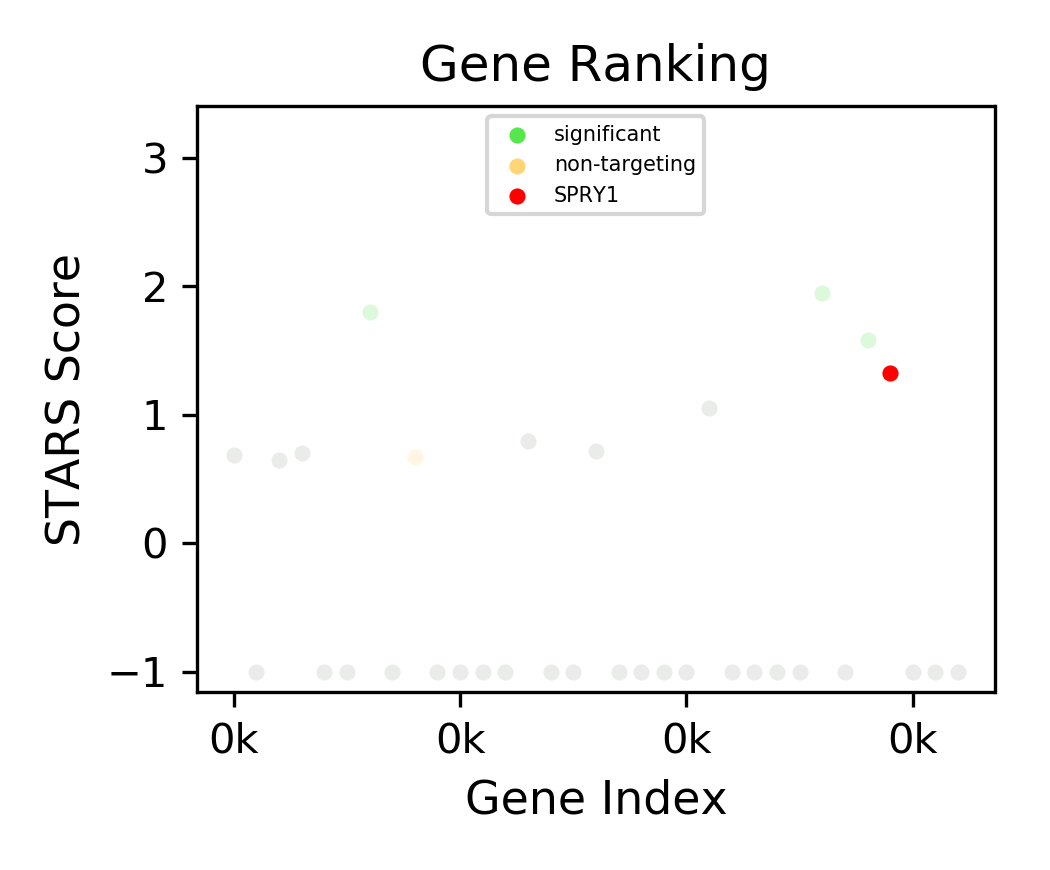 Gene Ranking
significant
non-targeting
SPRY1
STARS Score
3
2
1
0
−1
0k 0k 0k 0k
Gene Index